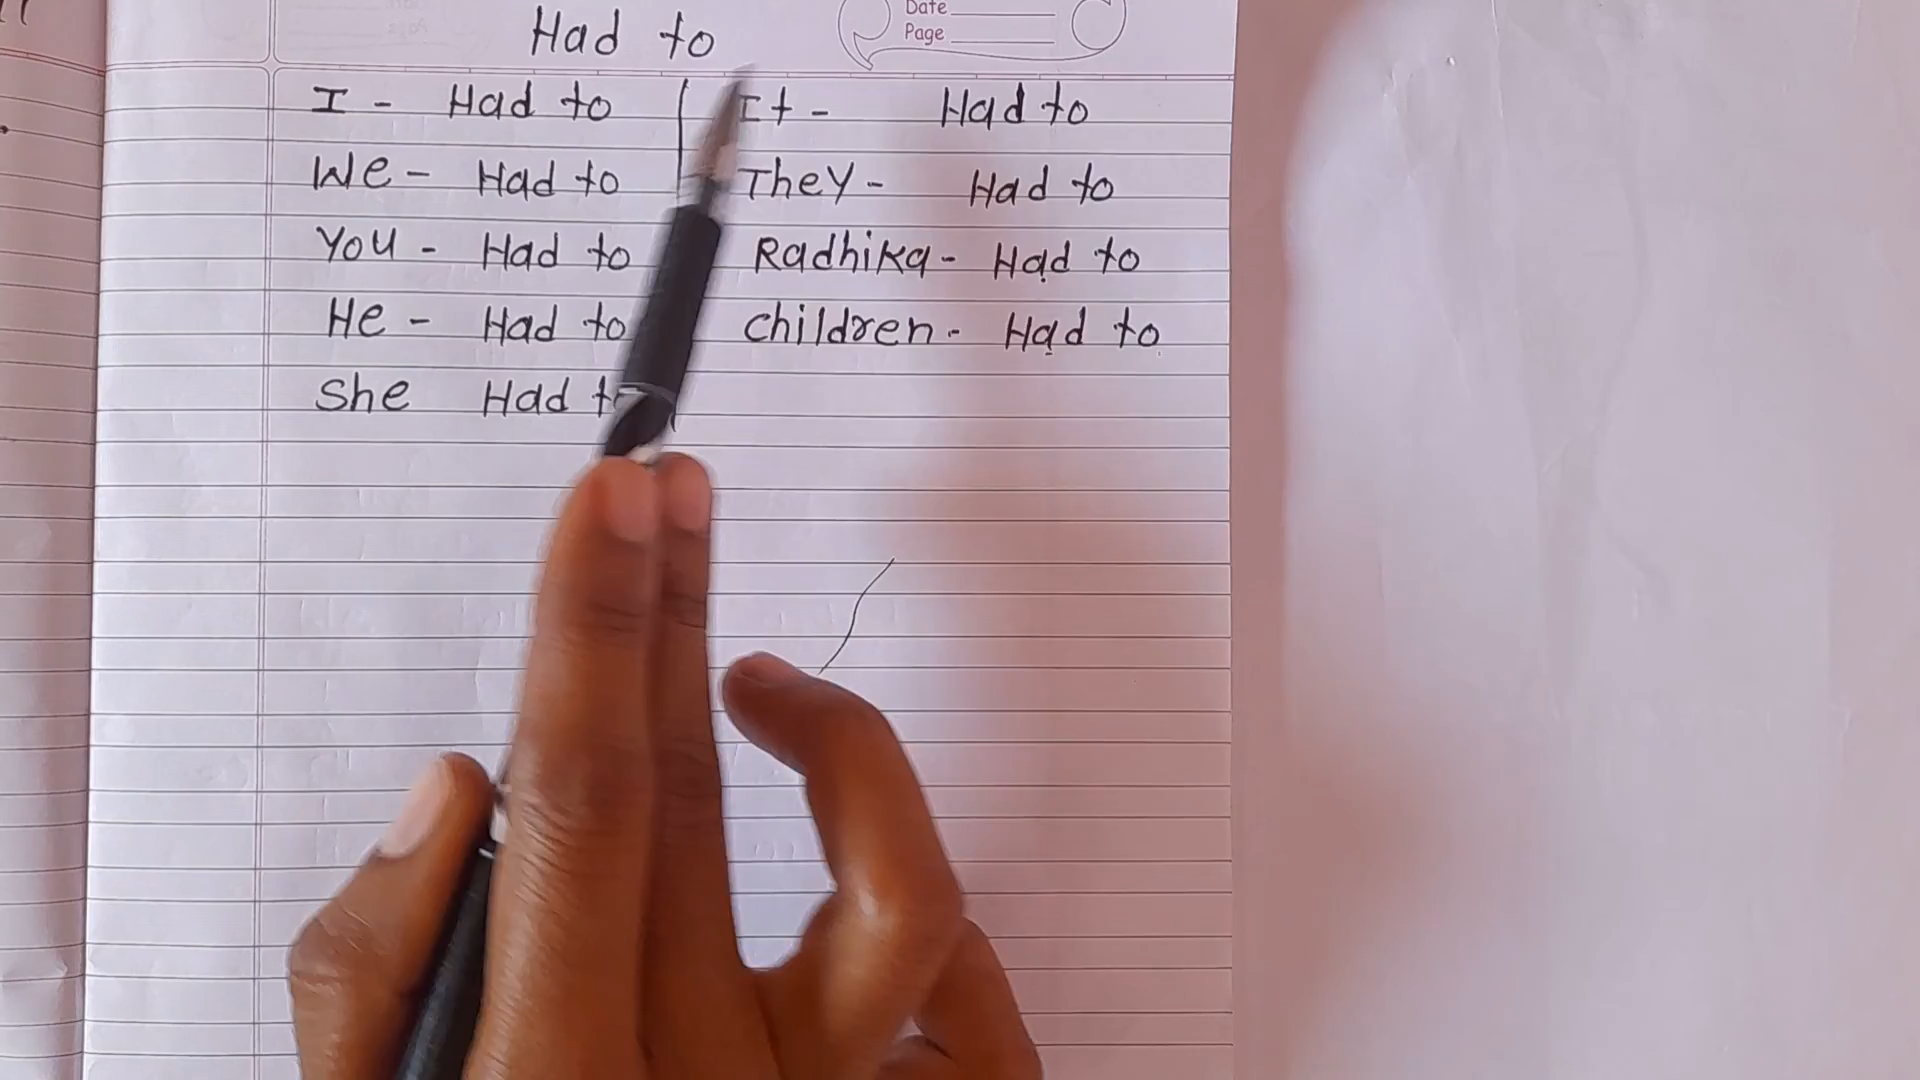 Date
Page
Had to
I - Had to
We - Had to
You - Had to
He - Had to
She Had to
It - Had to
They - Had to
Radhika - Had to
children - Had to